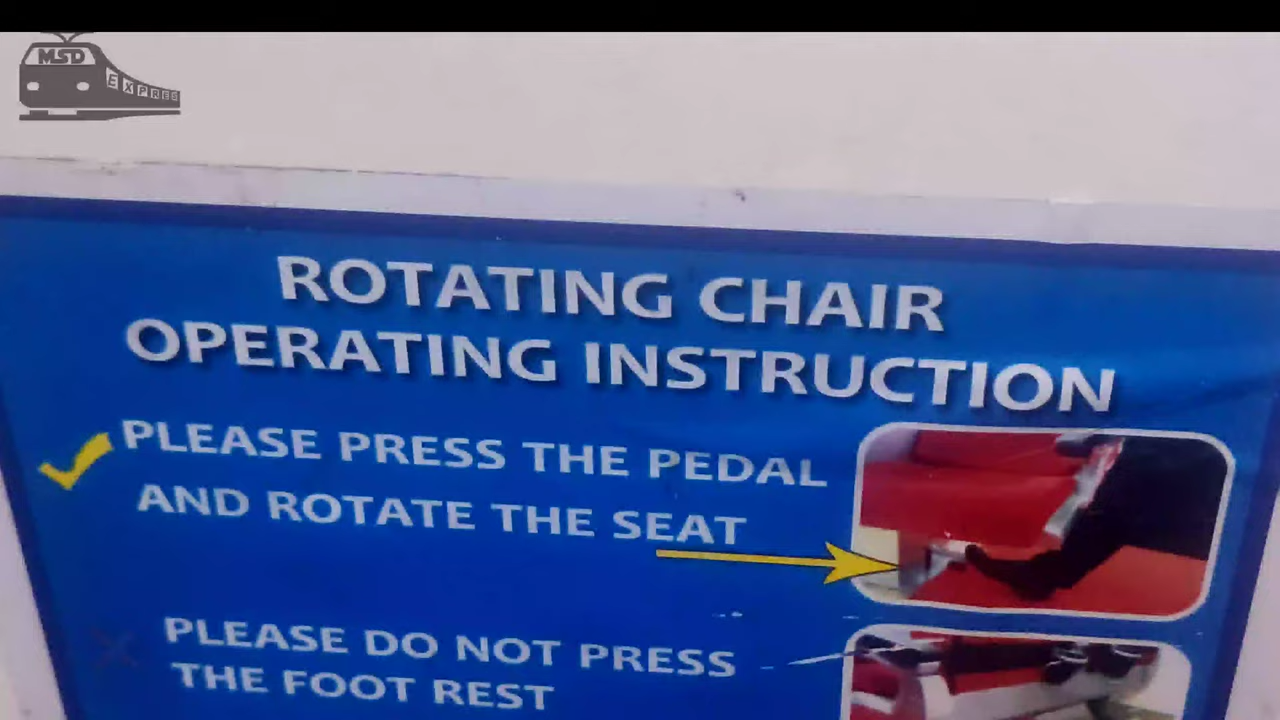 MSD
EXPRESS
ROTATING CHAIR
OPERATING INSTRUCTION
PLEASE PRESS THE PEDAL
AND ROTATE THE SEAT
PLEASE DO NOT PRESS
THE FOOT REST